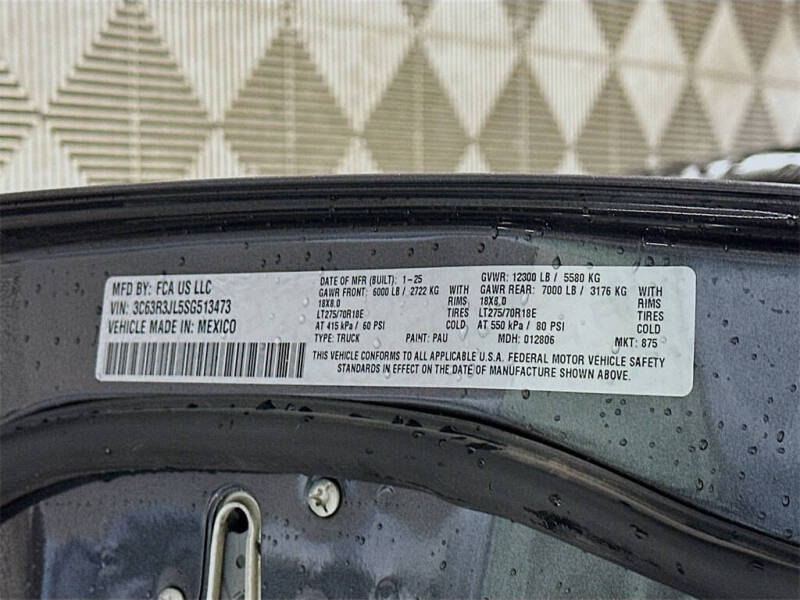 MFD BY: FCA US LLC
VIN: 3C63R3JL5SG513473
VEHICLE MADE IN: MEXICO
DATE OF MFR (BUILT): 1-25 GVWR: 12300 LB / 5580 KG
GAWR FRONT: 6000 LB / 2722 KG WITH GAWR REAR: 7000 LB / 3176 KG WITH
18X8.0 RIMS 18X8.0 RIMS
LT275/70R18E TIRES LT275/70R18E TIRES
AT 415 kPa / 60 PSI COLD AT 550 kPa / 80 PSI COLD
TYPE: TRUCK PAINT: PAU MDH: 012806 MKT: 875
THIS VEHICLE CONFORMS TO ALL APPLICABLE U.S.A. FEDERAL MOTOR VEHICLE SAFETY
STANDARDS IN EFFECT ON THE DATE OF MANUFACTURE SHOWN ABOVE.